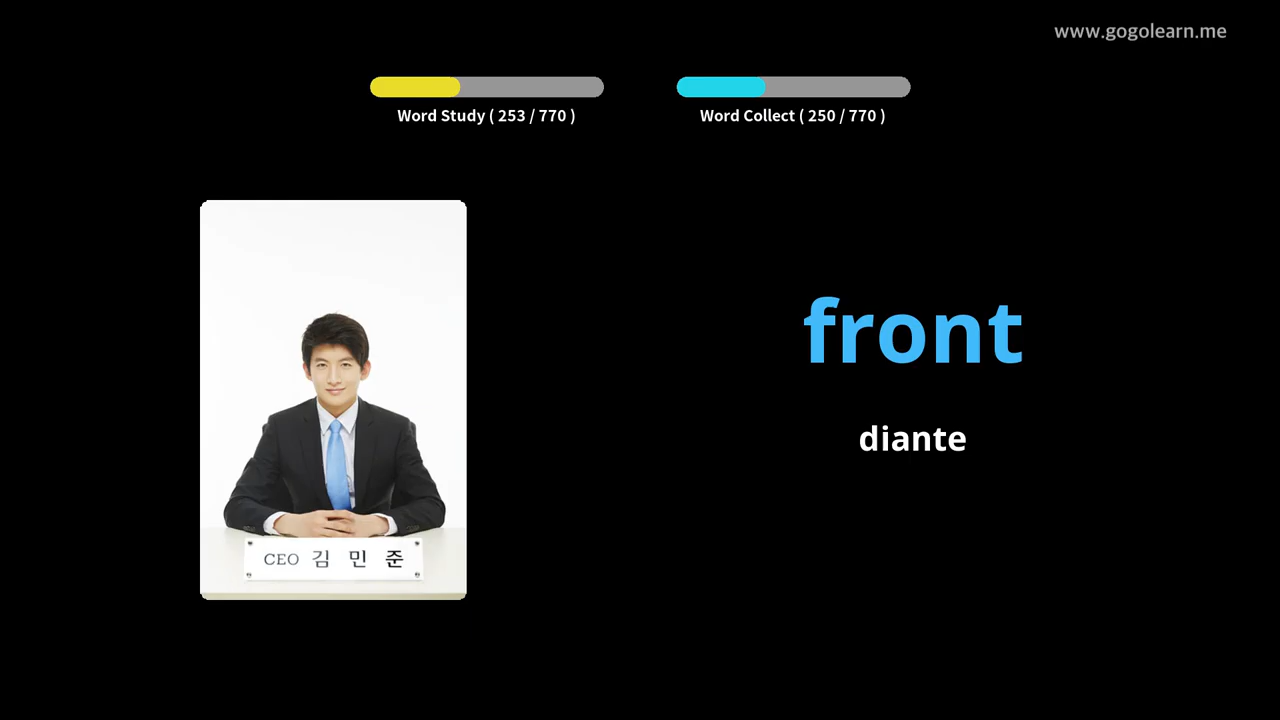 www.gogolearn.me
Word Study ( 253 / 770 )
Word Collect ( 250 / 770 )
front
diante
CEO 김 민 준